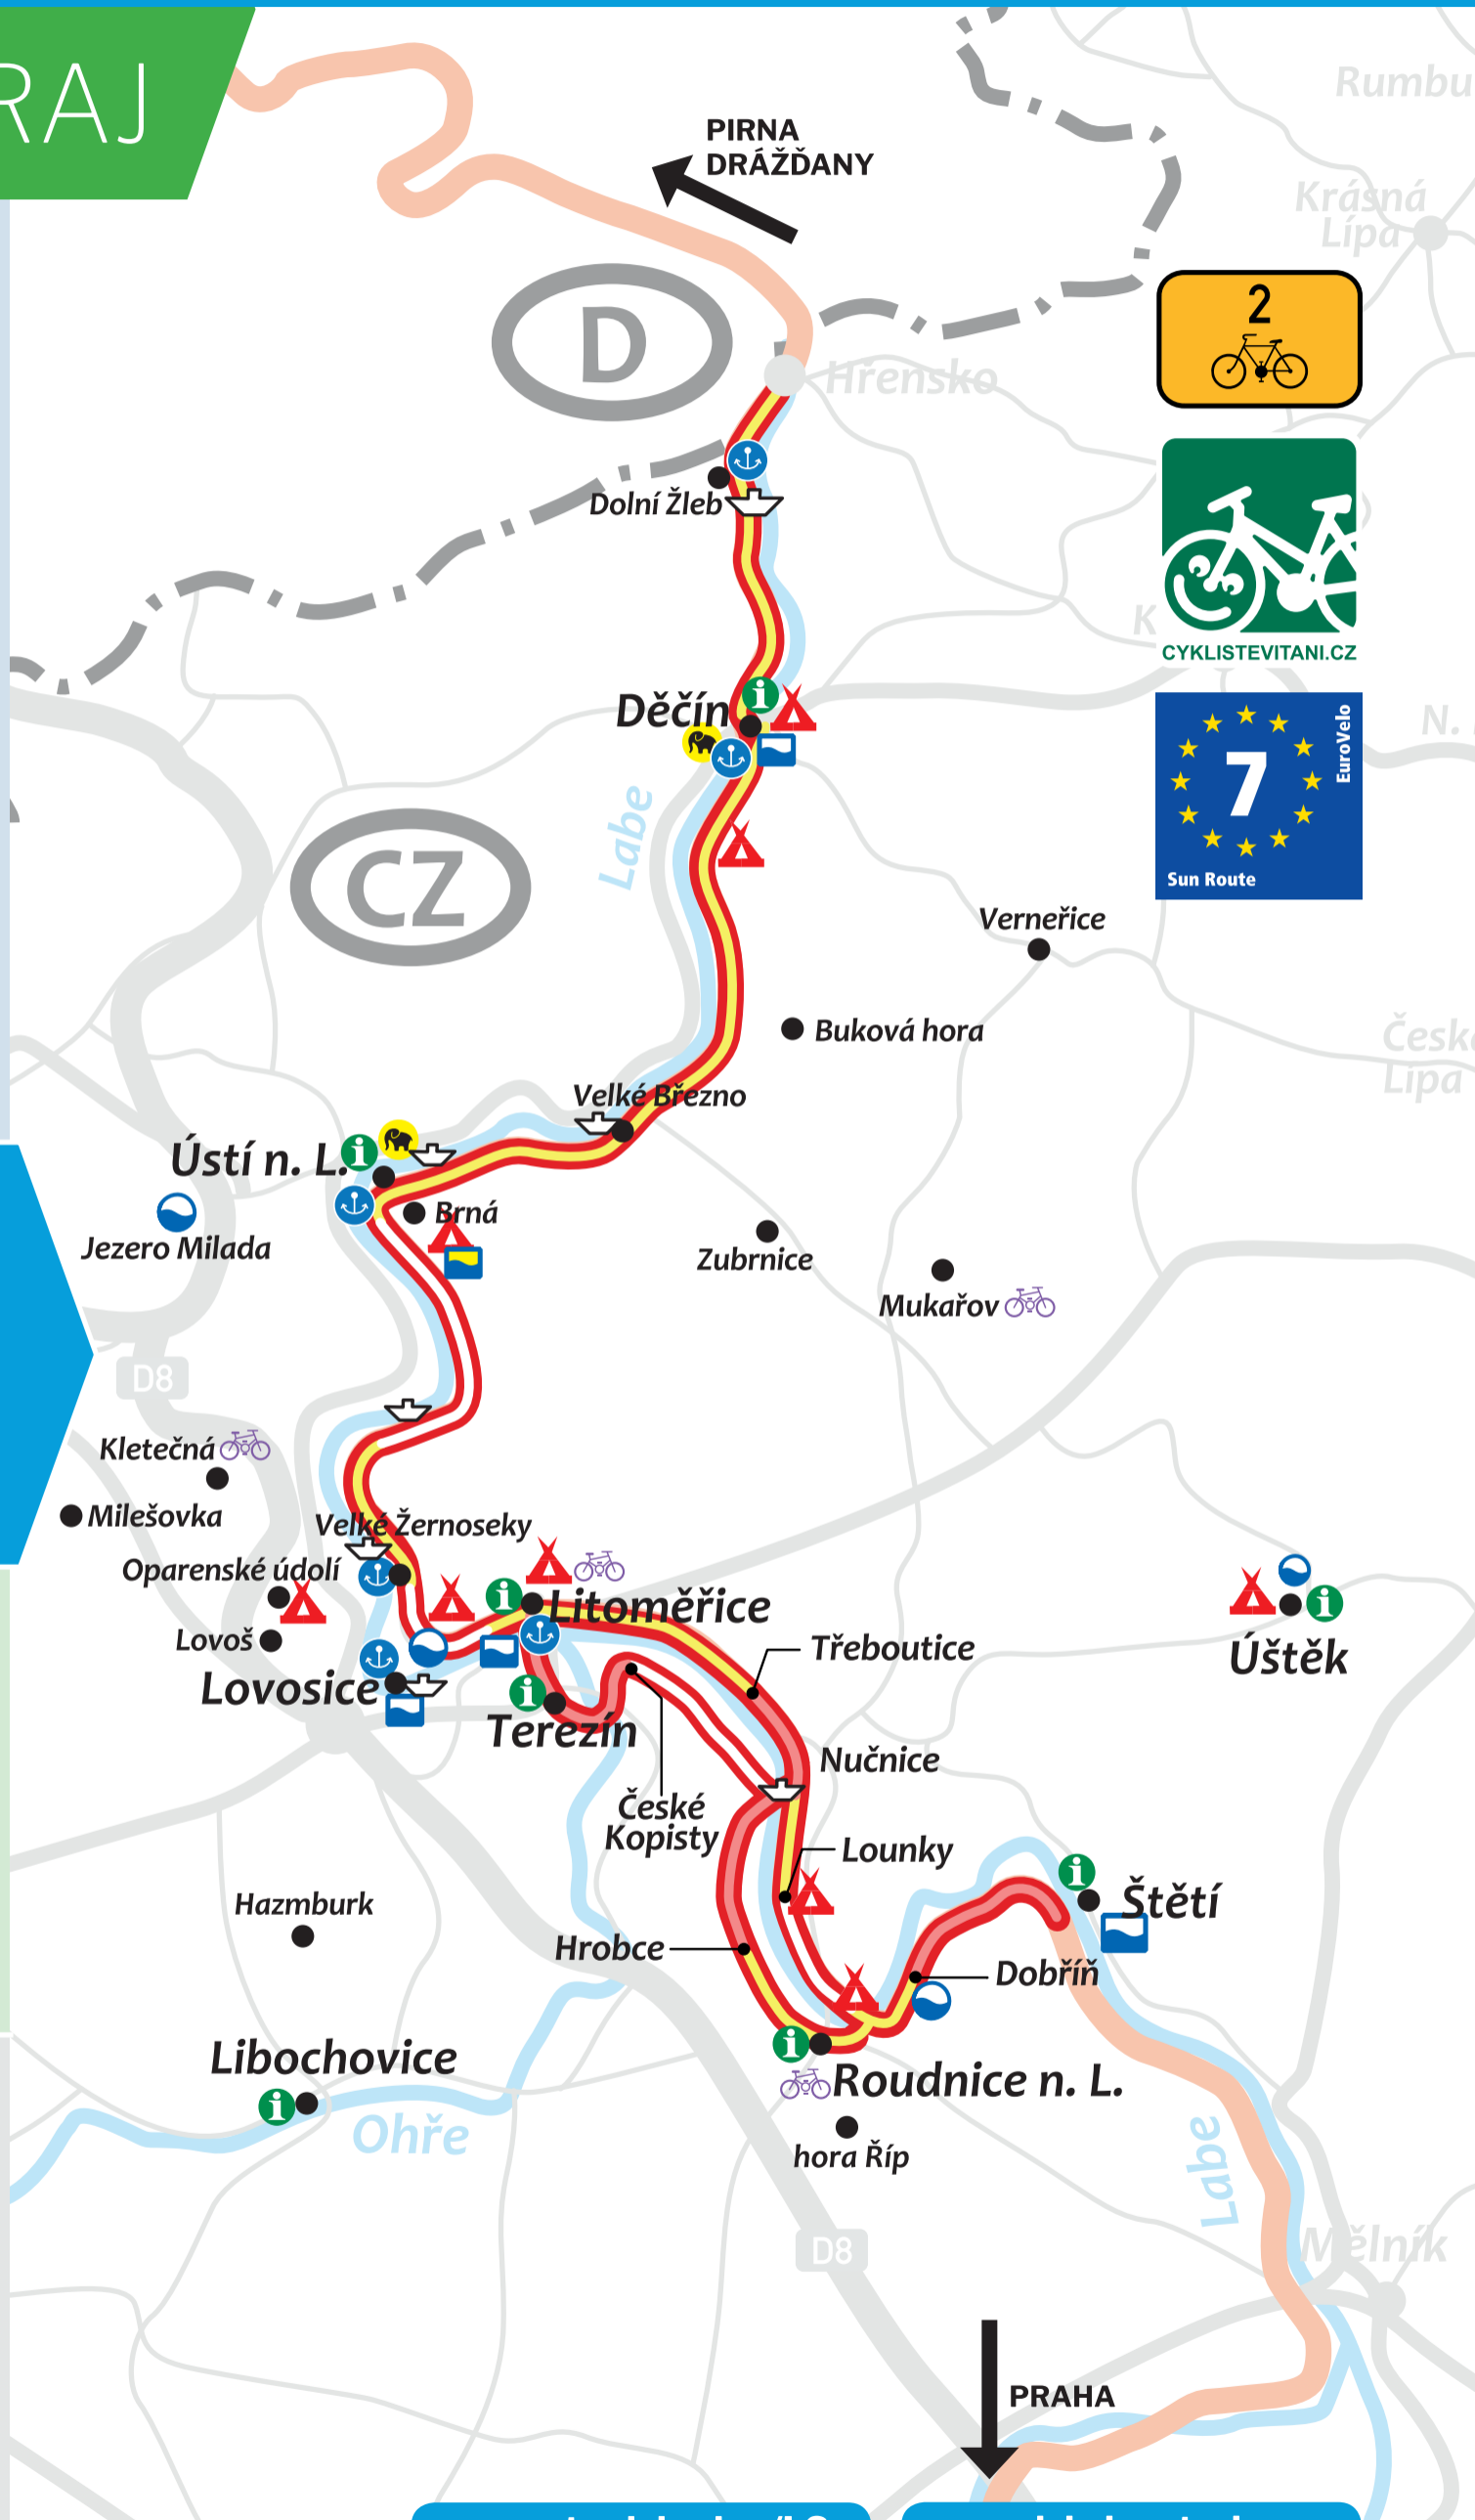 RAJ
PIRNA
DRÁŽĎANY
Rumbu
Krásná
Lípa
D
2
Hřensko
Dolní Žleb
CYKLISTEVITANI.CZ
K
Děčín
N.
EuroVelo
7
Sun Route
Labe
CZ
Verneřice
Buková hora
Česk
Lípa
Velké Březno
Ústí n. L.
Brná
Jezero Milada
Zubrnice
Mukařov
D8
Kletečná
Milešovka
Velké Žernoseky
Oparenské údolí
Litoměřice
Lovoš
Třeboutice
Úštěk
Lovosice
Terezín
Nučnice
České
Kopisty
Lounky
Štětí
Hazmburk
Hrobce
Dobříň
Libochovice
Roudnice n. L.
Ohře
hora Říp
Labe
D8
Mělník
PRAHA